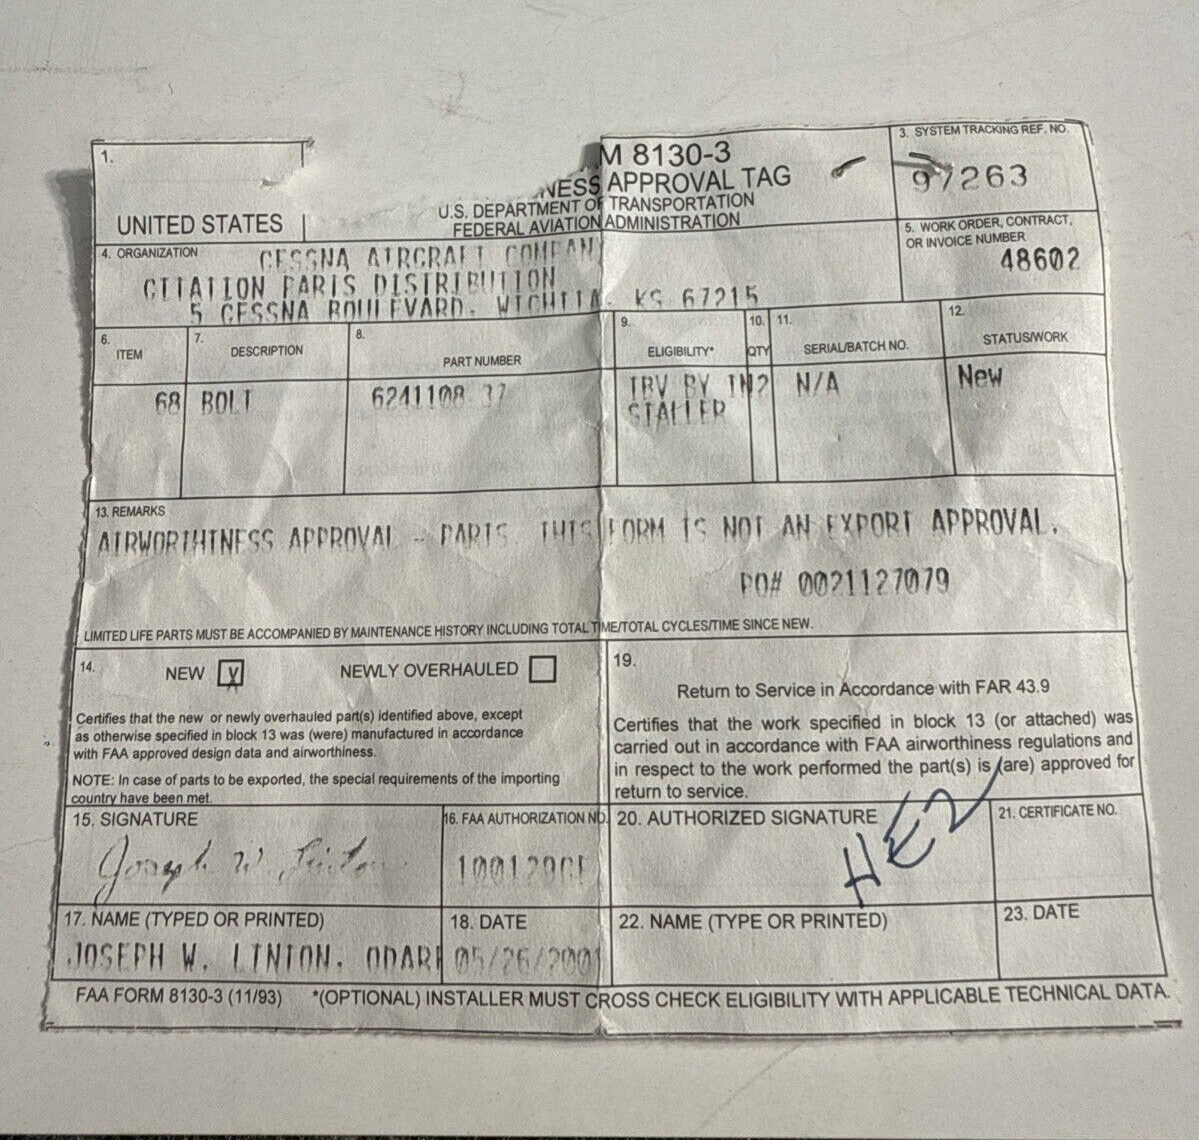 1.
UNITED STATES
M 8130-3
NESS APPROVAL TAG
U.S. DEPARTMENT OF TRANSPORTATION
FEDERAL AVIATION ADMINISTRATION
3. SYSTEM TRACKING REF. NO.
97263
4. ORGANIZATION
CESSNA AIRCRAFT COMPAN
CITATION PARTS DISTRIBUTION
5 CESSNA BOULEVARD. WICHITA, KS 67215
5. WORK ORDER, CONTRACT,
OR INVOICE NUMBER
48602
6. ITEM
7. DESCRIPTION
8. PART NUMBER
9. ELIGIBILITY*
10. QTY
11. SERIAL/BATCH NO.
12. STATUS/WORK
68 BOLT 6241108 N/A New
BY IN2
STALLER
13. REMARKS
AIRWORTHINESS APPROVAL - PARTS THIS FORM IS NOT AN EXPORT APPROVAL.
PO# 0021127079
LIMITED LIFE PARTS MUST BE ACCOMPANIED BY MAINTENANCE HISTORY INCLUDING TOTAL TIME/TOTAL CYCLES/TIME SINCE NEW.
14. NEW X NEWLY OVERHAULED
Certifies that the new or newly overhauled part(s) identified above, except
as otherwise specified in block 13 was (were) manufactured in accordance
with FAA approved design data and airworthiness.
NOTE: In case of parts to be exported, the special requirements of the importing
country have been met.
19.
Return to Service in Accordance with FAR 43.9
Certifies that the work specified in block 13 (or attached) was
carried out in accordance with FAA airworthiness regulations and
in respect to the work performed the part(s) is (are) approved for
return to service.
15. SIGNATURE
Joseph W. Linton
16. FAA AUTHORIZATION NO.
100129CE
20. AUTHORIZED SIGNATURE
21. CERTIFICATE NO.
17. NAME (TYPED OR PRINTED)
JOSEPH W. LINTON, ODAR
18. DATE
05/26/2001
22. NAME (TYPE OR PRINTED)
23. DATE
FAA FORM 8130-3 (11/93) *(OPTIONAL) INSTALLER MUST CROSS CHECK ELIGIBILITY WITH APPLICABLE TECHNICAL DATA.